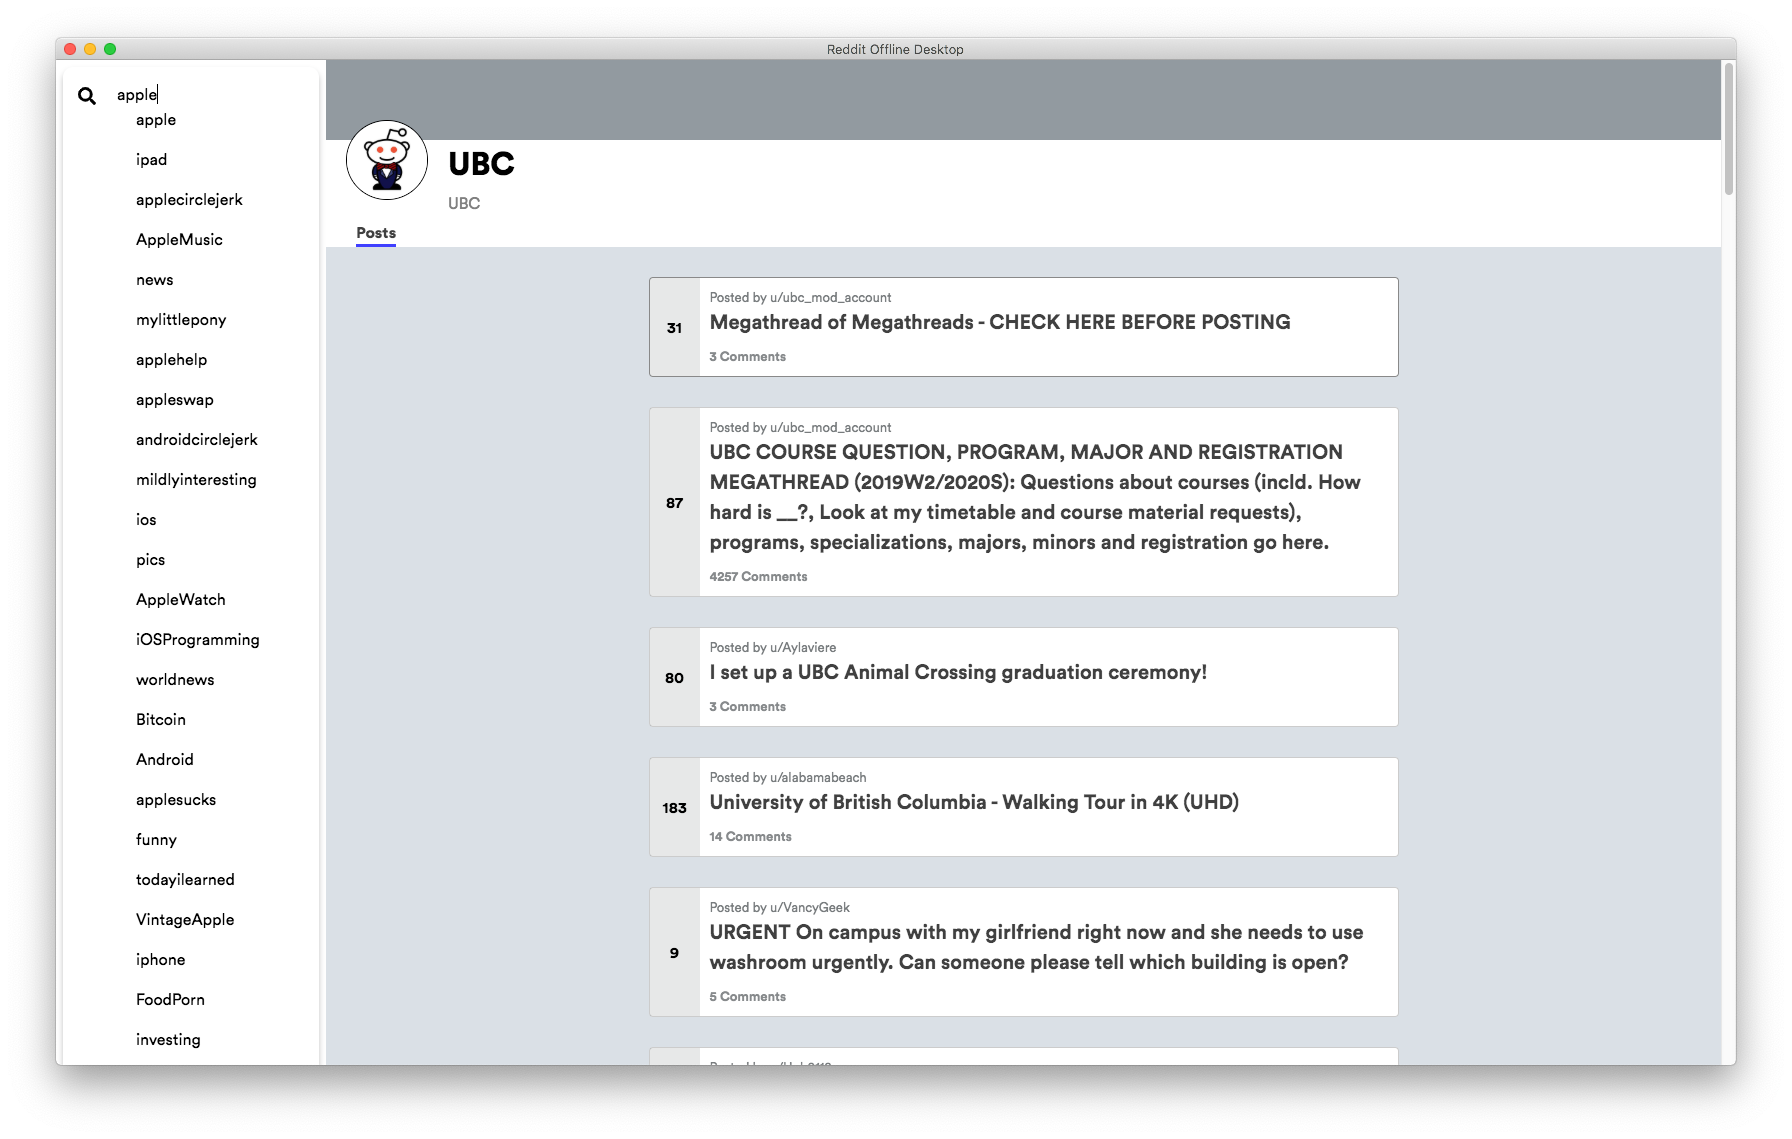 Reddit Offline Desktop
apple
apple
ipad
applecirclejerk
AppleMusic
news
mylittlepony
applehelp
appleswap
androidcirclejerk
mildlyinteresting
ios
pics
AppleWatch
iOSProgramming
worldnews
Bitcoin
Android
applesucks
funny
todayilearned
VintageApple
iphone
FoodPorn
investing
UBC
UBC
Posts
31
Posted by u/ubc_mod_account
Megathread of Megathreads - CHECK HERE BEFORE POSTING
3 Comments
87
Posted by u/ubc_mod_account
UBC COURSE QUESTION, PROGRAM, MAJOR AND REGISTRATION
MEGATHREAD (2019W2/2020S): Questions about courses (incld. How
hard is __?, Look at my timetable and course material requests),
programs, specializations, majors, minors and registration go here.
4257 Comments
80
Posted by u/Aylaviere
I set up a UBC Animal Crossing graduation ceremony!
3 Comments
183
Posted by u/alabamabeach
University of British Columbia - Walking Tour in 4K (UHD)
14 Comments
9
Posted by u/VancyGeek
URGENT On campus with my girlfriend right now and she needs to use
washroom urgently. Can someone please tell which building is open?
5 Comments
Posted by